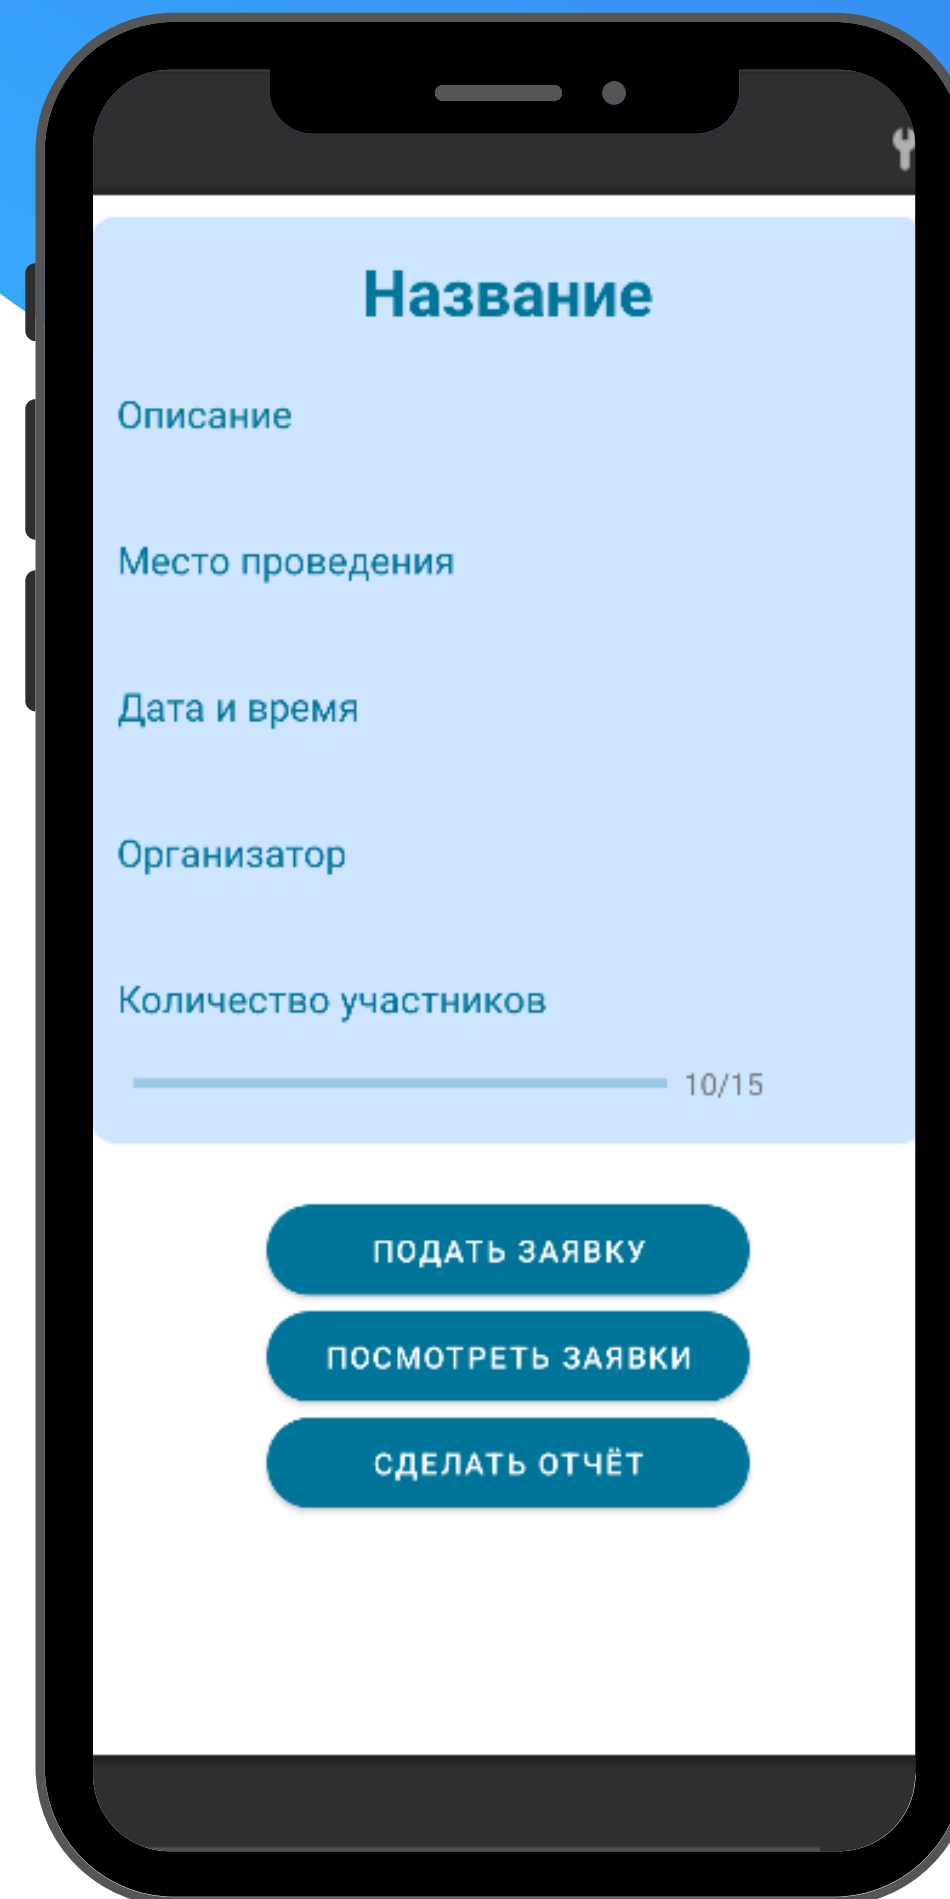 Название
Описание
Место проведения
Дата и время
Организатор
Количество участников
10/15
ПОДАТЬ ЗАЯВКУ
ПОСМОТРЕТЬ ЗАЯВКИ
СДЕЛАТЬ ОТЧЁТ